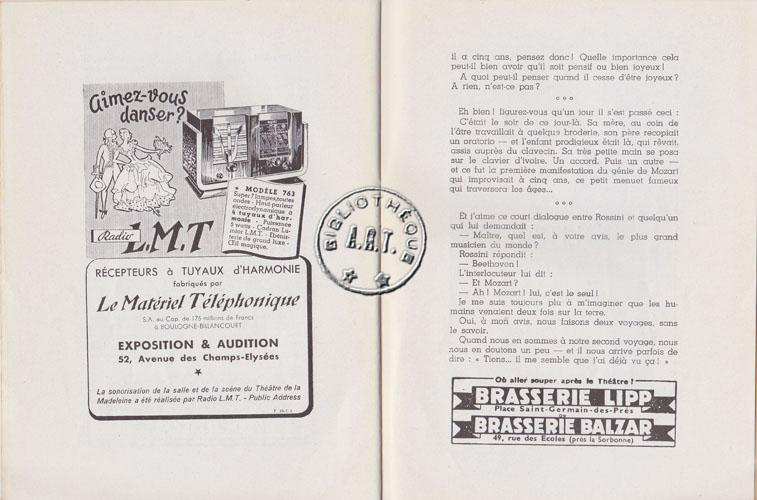 Aimez-vous
danser?
* MODÈLE 763
Super 7 lampes, toutes
ondes - Haut-parleur
électrodynamique à
4 tuyaux d'har-
monie - Puissance
5 watts - Cadran Lu-
mior L.M.T. - Ebénis-
terie de grand luxe -
Œil magique.
Radio L.M.T
RÉCEPTEURS à TUYAUX d'HARMONIE
fabriqués par
Le Matériel Téléphonique
S.A. au Cap. de 175 millions de Francs
à BOULOGNE-BILLANCOURT
EXPOSITION & AUDITION
52, Avenue des Champs-Elysées
★
La sonorisation de la salle et de la scène du Théâtre de la
Madeleine a été réalisée par Radio L.M.T. - Public Address
BIBLIOTHÈQUE
A.R.T.
il a cinq ans, pensez donc! Quelle importance cela
peut-il bien avoir qu'il soit pensif ou bien joyeux!
A quoi peut-il penser quand il cesse d'être joyeux?
A rien, n'est-ce pas?
o o o
Eh bien! figurez-vous qu'un jour il s'est passé ceci :
C'était le soir de ce jour-là. Sa mère, au coin de
l'âtre travaillait à quelque broderie, son père recopiait
un oratorio — et l'enfant prodigieux était là, qui rêvait,
assis auprès du clavecin. Sa très petite main se posa
sur le clavier d'ivoire. Un accord. Puis un autre —
et ce fut la première manifestation du génie de Mozart
qui improvisait à cinq ans, ce petit menuet fameux
qui traversera les âges...
o o o
Et j'aime ce court dialogue entre Rossini et quelqu'un
qui lui demandait :
— Maître, quel est, à votre avis, le plus grand
musicien du monde?
Rossini répondit :
— Beethoven!
L'interlocuteur lui dit :
— Et Mozart?
— Ah! Mozart! lui, c'est le seul!
Je me suis toujours plu à m'imaginer que les hu-
mains venaient deux fois sur la terre.
Oui, à mon avis, nous faisons deux voyages, sans
le savoir.
Quand nous en sommes à notre second voyage, nous
nous en doutons un peu — et il nous arrive parfois de
dire : « Tiens... il me semble que j'ai déjà vu ça! »
Où aller souper après le Théâtre!
BRASSERIE LIPP
Place Saint-Germain-des-Prés
ou
BRASSERIE BALZAR
49, rue des Ecoles (près la Sorbonne)